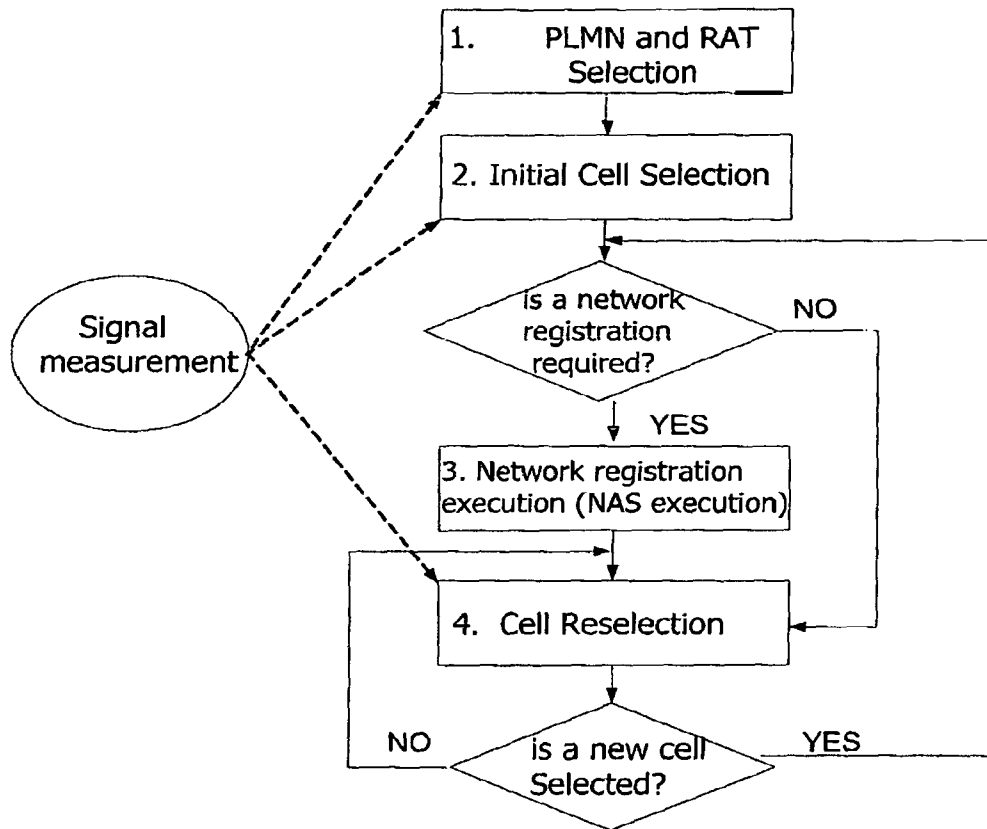 1. PLMN and RAT
Selection
2. Initial Cell Selection
Signal
measurement
is a network
registration
required?
NO
YES
3. Network registration
execution (NAS execution)
4. Cell Reselection
NO
is a new cell
Selected?
YES